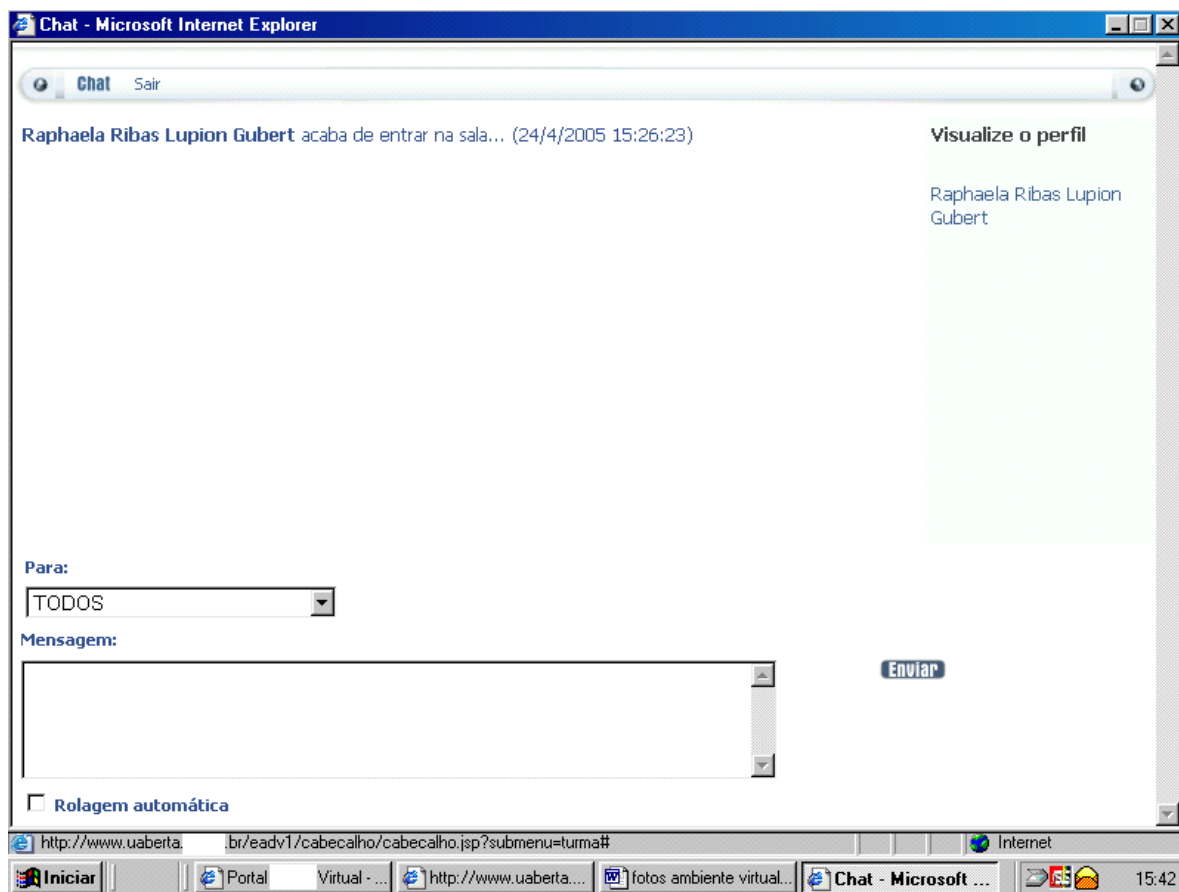 Chat - Microsoft Internet Explorer
Chat Sair
Raphaela Ribas Lupion Gubert acaba de entrar na sala... (24/4/2005 15:26:23)
Visualize o perfil
Raphaela Ribas Lupion
Gubert
Para:
TODOS
Mensagem:
Enviar
Rolagem automática
http://www.uaberta. .br/eadv1/cabecalho/cabecalho.jsp?submenu=turma# Internet
Iniciar Portal Virtual - ... http://www.uaberta.... fotos ambiente virtual... Chat - Microsoft ... 15:42